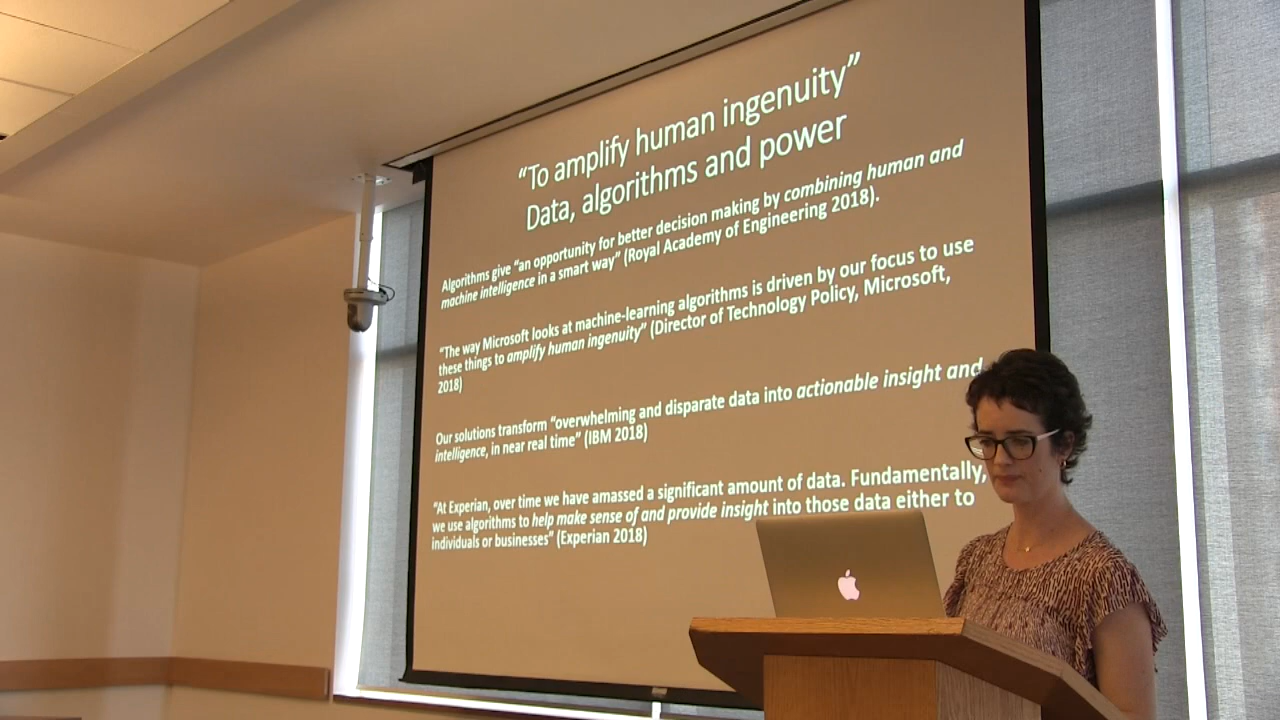 “To amplify human ingenuity”
Data, algorithms and power
Algorithms give “an opportunity for better decision making by combining human and
machine intelligence in a smart way” (Royal Academy of Engineering 2018).
“The way Microsoft looks at machine-learning algorithms is driven by our focus to use
these things to amplify human ingenuity” (Director of Technology Policy, Microsoft,
2018)
Our solutions transform “overwhelming and disparate data into actionable insight and
intelligence, in near real time” (IBM 2018)
“At Experian, over time we have amassed a significant amount of data. Fundamentally,
we use algorithms to help make sense of and provide insight into those data either to
individuals or businesses” (Experian 2018)